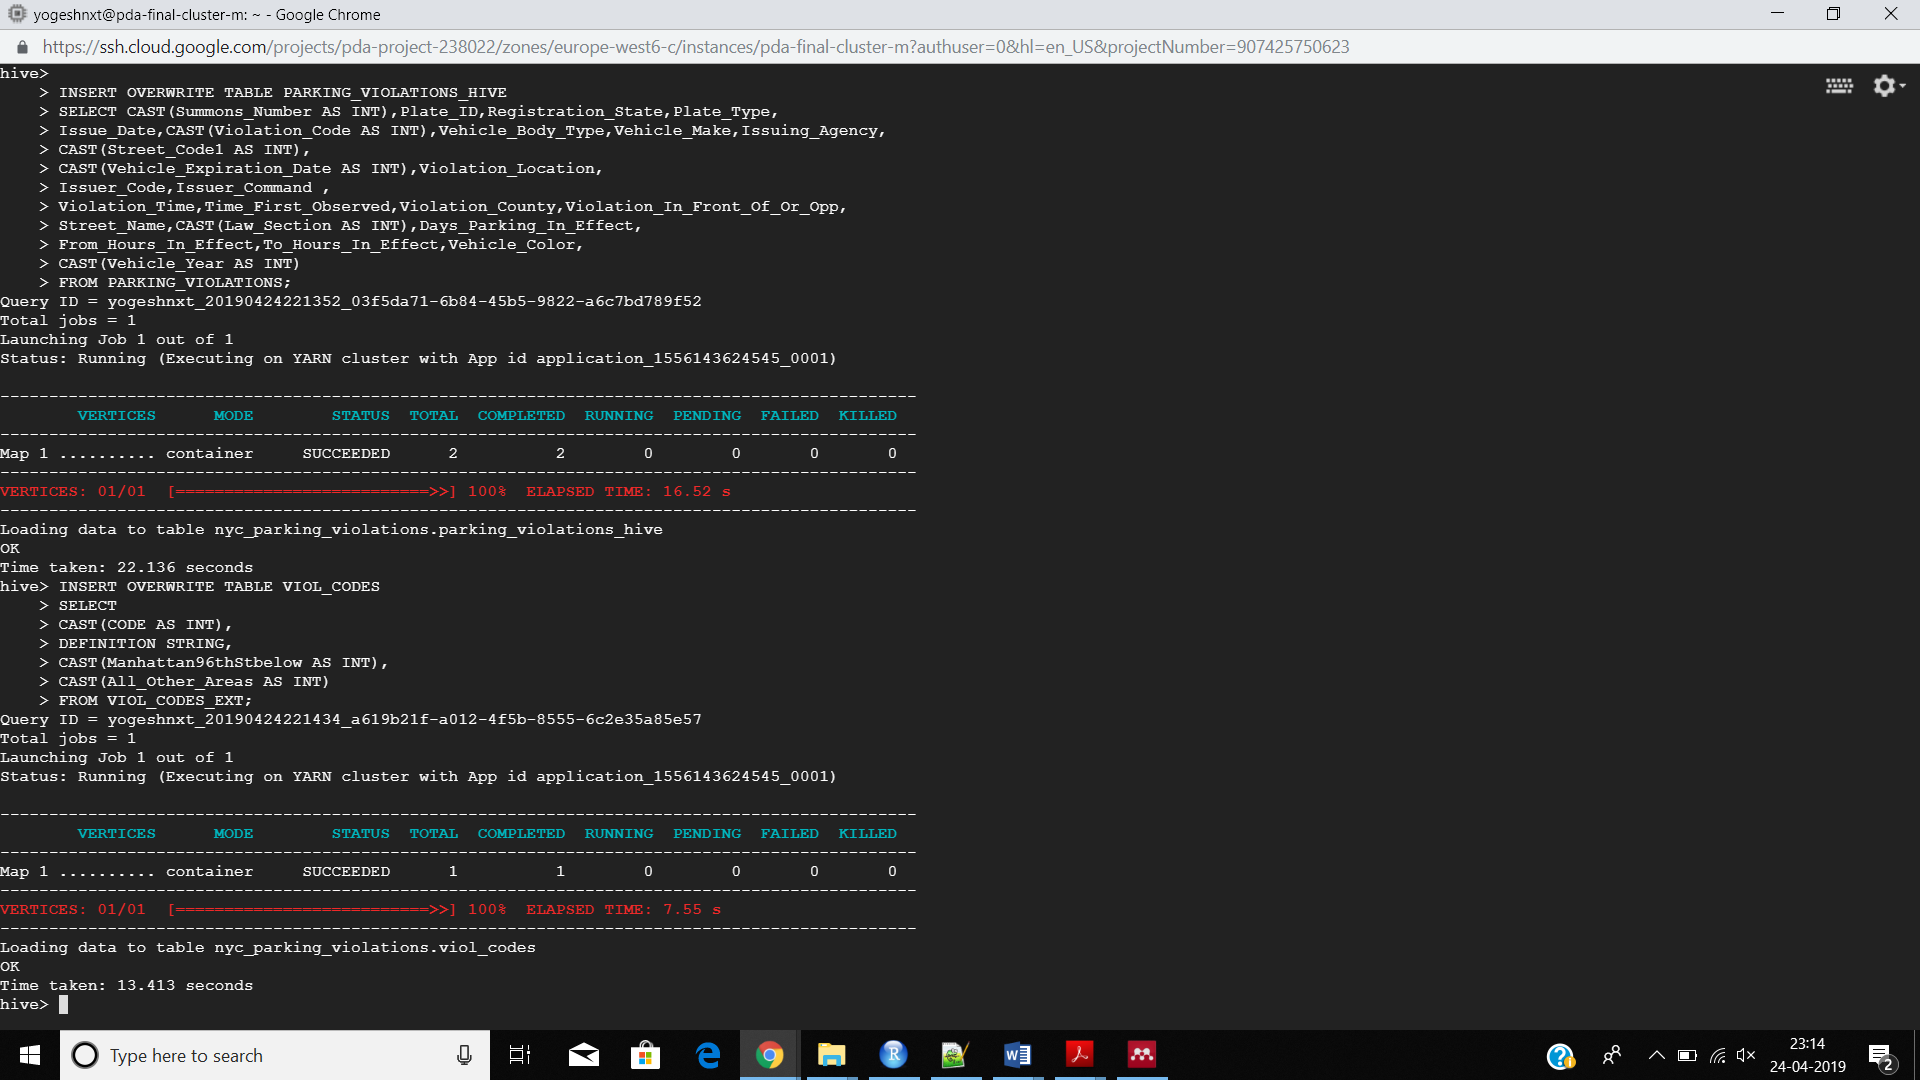 yogeshnxt@pda-final-cluster-m: ~ - Google Chrome
https://ssh.cloud.google.com/projects/pda-project-238022/zones/europe-west6-c/instances/pda-final-cluster-m?authuser=0&hl=en_US&projectNumber=907425750623
hive>
    > INSERT OVERWRITE TABLE PARKING_VIOLATIONS_HIVE
    > SELECT CAST(Summons_Number AS INT),Plate_ID,Registration_State,Plate_Type,
    > Issue_Date,CAST(Violation_Code AS INT),Vehicle_Body_Type,Vehicle_Make,Issuing_Agency,
    > CAST(Street_Code1 AS INT),
    > CAST(Vehicle_Expiration_Date AS INT),Violation_Location,
    > Issuer_Code,Issuer_Command ,
    > Violation_Time,Time_First_Observed,Violation_County,Violation_In_Front_Of_Or_Opp,
    > Street_Name,CAST(Law_Section AS INT),Days_Parking_In_Effect,
    > From_Hours_In_Effect,To_Hours_In_Effect,Vehicle_Color,
    > CAST(Vehicle_Year AS INT)
    > FROM PARKING_VIOLATIONS;
Query ID = yogeshnxt_20190424221352_03f5da71-6b84-45b5-9822-a6c7bd789f52
Total jobs = 1
Launching Job 1 out of 1
Status: Running (Executing on YARN cluster with App id application_1556143624545_0001)
----------------------------------------------------------------------------------------------
        VERTICES      MODE        STATUS  TOTAL  COMPLETED  RUNNING  PENDING  FAILED  KILLED
----------------------------------------------------------------------------------------------
Map 1 .......... container     SUCCEEDED      2          2        0        0       0       0
----------------------------------------------------------------------------------------------
VERTICES: 01/01  [==========================>>] 100%  ELAPSED TIME: 16.52 s
----------------------------------------------------------------------------------------------
Loading data to table nyc_parking_violations.parking_violations_hive
OK
Time taken: 22.136 seconds
hive> INSERT OVERWRITE TABLE VIOL_CODES
    > SELECT
    > CAST(CODE AS INT),
    > DEFINITION STRING,
    > CAST(Manhattan96thStbelow AS INT),
    > CAST(All_Other_Areas AS INT)
    > FROM VIOL_CODES_EXT;
Query ID = yogeshnxt_20190424221434_a619b21f-a012-4f5b-8555-6c2e35a85e57
Total jobs = 1
Launching Job 1 out of 1
Status: Running (Executing on YARN cluster with App id application_1556143624545_0001)
----------------------------------------------------------------------------------------------
        VERTICES      MODE        STATUS  TOTAL  COMPLETED  RUNNING  PENDING  FAILED  KILLED
----------------------------------------------------------------------------------------------
Map 1 .......... container     SUCCEEDED      1          1        0        0       0       0
----------------------------------------------------------------------------------------------
VERTICES: 01/01  [==========================>>] 100%  ELAPSED TIME: 7.55 s
----------------------------------------------------------------------------------------------
Loading data to table nyc_parking_violations.viol_codes
OK
Time taken: 13.413 seconds
hive>
Type here to search
23:14
24-04-2019
2